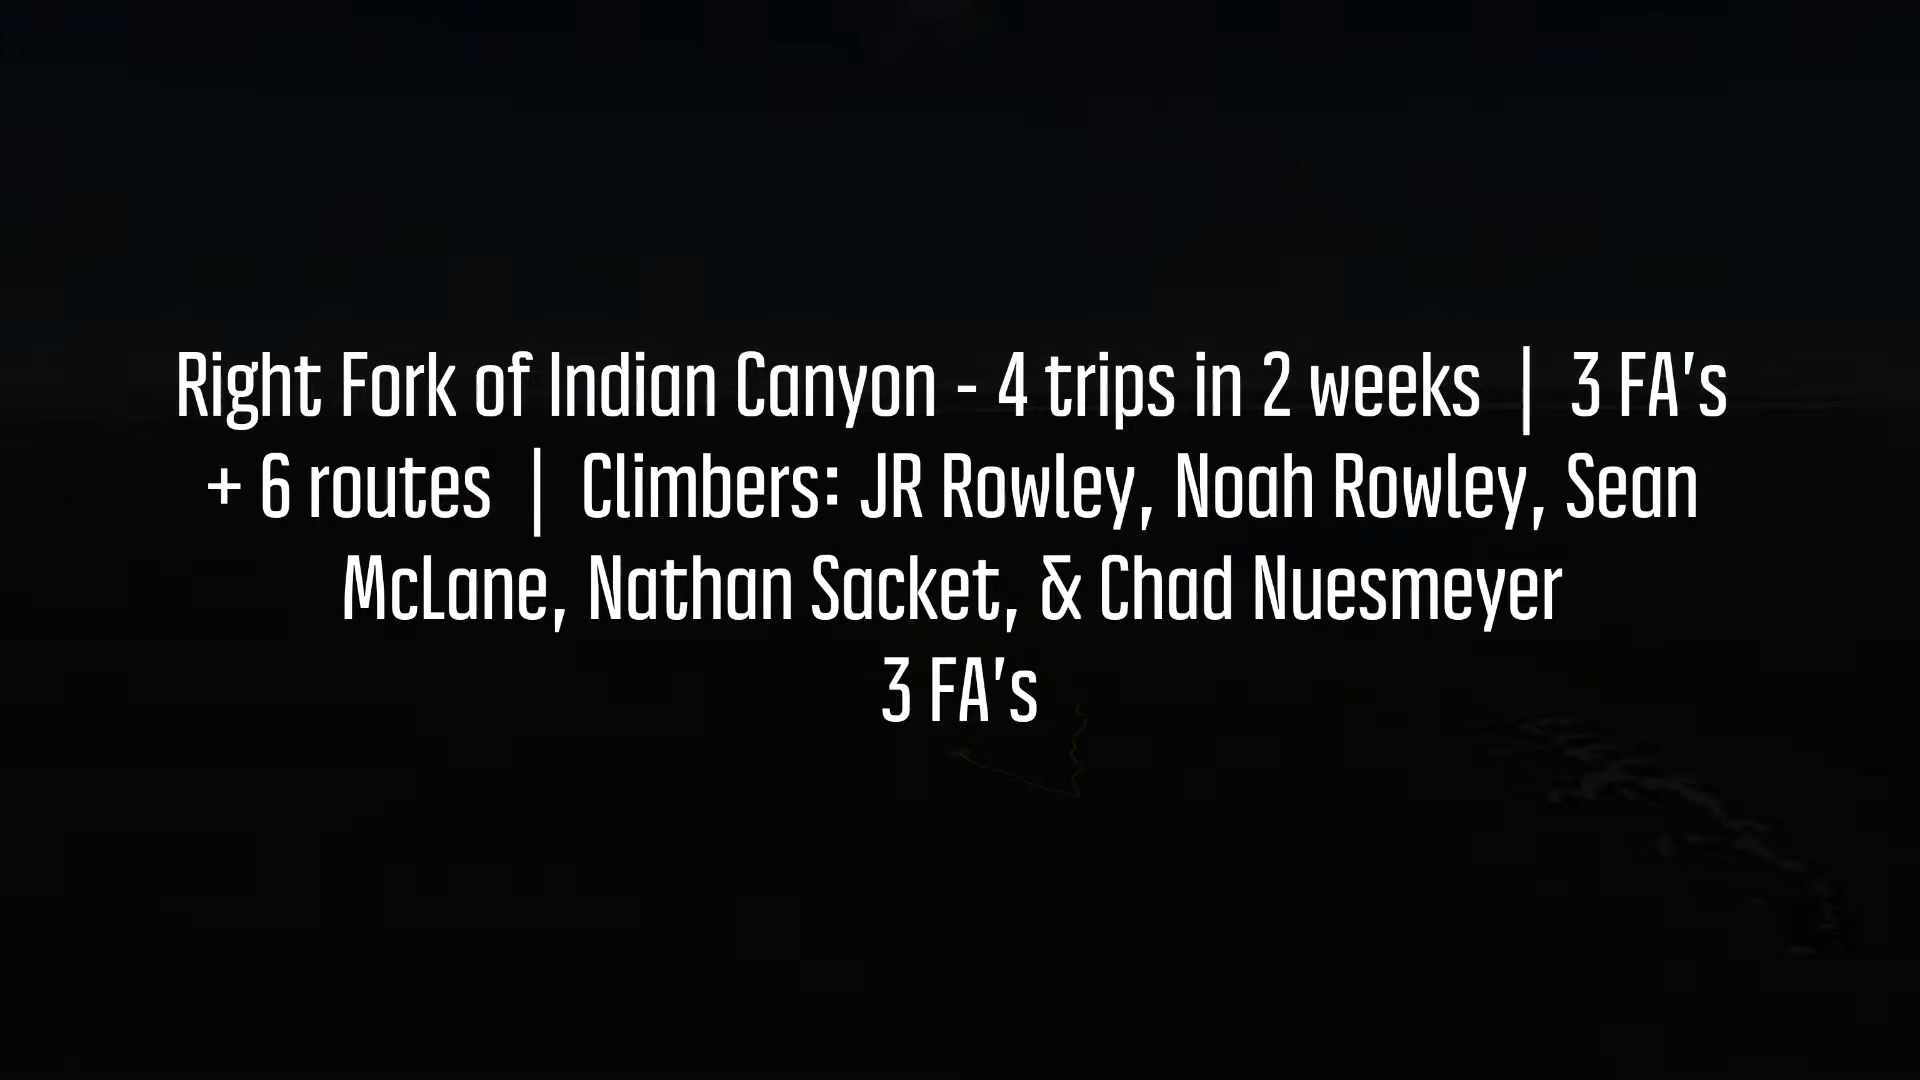 Right Fork of Indian Canyon - 4 trips in 2 weeks | 3 FA's
+ 6 routes | Climbers: JR Rowley, Noah Rowley, Sean
McLane, Nathan Sacket, & Chad Nuesmeyer
3 FA's